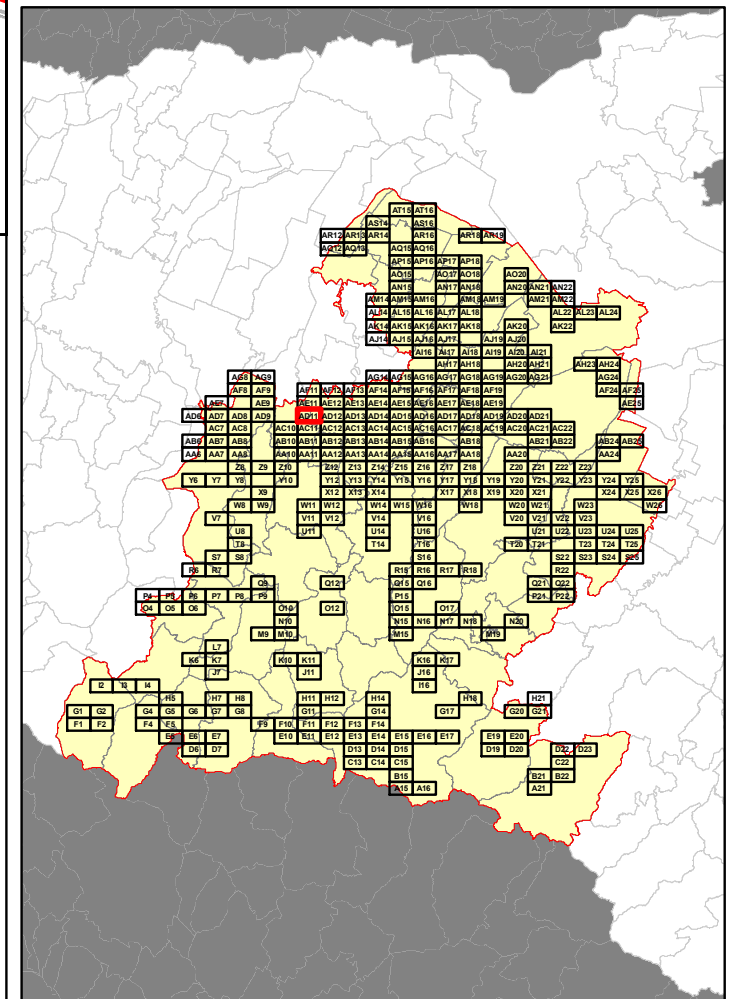 AT15 AT16
AS14 AS16
AR12 AR13 AR14 AR16 AR18 AR19
AQ12 AQ13 AQ15 AQ16
AP15 AP16 AP17 AP18
AO15 AO17 AO18 AO20
AN15 AN17 AN18 AN20 AN21 AN22
AM14 AM15 AM16 AM18 AM19 AM21 AM22
AL14 AL15 AL16 AL17 AL18 AL22 AL23 AL24
AK14 AK15 AK16 AK17 AK18 AK20 AK22
AJ14 AJ15 AJ16 AJ17 AJ19 AJ20
AI16 AI17 AI18 AI19 AI20 AI21
AH17 AH18 AH20 AH21 AH23 AH24
AG8 AG9 AG14 AG15 AG16 AG17 AG18 AG19 AG20 AG21 AG24
AF8 AF9 AF11 AF12 AF13 AF14 AF15 AF16 AF17 AF18 AF19 AF24 AF25
AE7 AE9 AE11 AE12 AE13 AE14 AE15 AE16 AE17 AE18 AE19 AE25
AD6 AD7 AD8 AD9 AD11 AD12 AD13 AD14 AD15 AD16 AD17 AD18 AD19 AD20 AD21
AC7 AC8 AC10 AC11 AC12 AC13 AC14 AC15 AC16 AC17 AC18 AC19 AC20 AC21 AC22
AB6 AB7 AB8 AB10 AB11 AB12 AB13 AB14 AB15 AB16 AB18 AB21 AB22 AB24 AB25
AA6 AA7 AA8 AA10 AA11 AA12 AA13 AA14 AA15 AA16 AA17 AA18 AA20 AA24
Z8 Z9 Z10 Z12 Z13 Z14 Z15 Z16 Z17 Z18 Z20 Z21 Z22 Z23
Y6 Y7 Y8 Y10 Y12 Y13 Y14 Y15 Y16 Y17 Y18 Y19 Y20 Y21 Y22 Y23 Y24 Y25
X9 X12 X13 X14 X17 X18 X19 X20 X21 X24 X25 X26
W8 W9 W11 W12 W14 W15 W16 W18 W20 W21 W23 W26
V7 V11 V12 V14 V16 V20 V21 V22 V23
U8 U11 U14 U16 U21 U22 U23 U24 U25
T8 T14 T16 T20 T21 T23 T24 T25
S7 S8 S16 S22 S23 S24 S25
R6 R7 R15 R16 R17 R18 R22
Q9 Q12 Q15 Q16 Q21 Q22
P4 P5 P6 P7 P8 P9 P15 P21 P22
O4 O5 O6 O10 O12 O15 O17
N10 N15 N16 N17 N18 N20
M9 M10 M15 M19
L7
K6 K7 K10 K11 K16 K17
J7 J11 J16
I2 I3 I4 I16
H5 H7 H8 H11 H12 H14 H18 H21
G1 G2 G4 G5 G6 G7 G8 G11 G14 G17 G20 G21
F1 F2 F4 F5 F9 F10 F11 F12 F13 F14
E5 E6 E7 E10 E11 E12 E13 E14 E15 E16 E17 E19 E20
D6 D7 D13 D14 D15 D19 D20 D22 D23
C13 C14 C15 C22
B15 B21 B22
A15 A16 A21